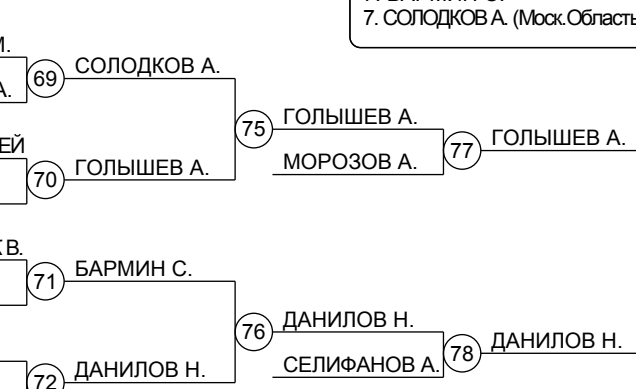 7. СОЛОДКОВ А. (Моск.Область
М.
69
СОЛОДКОВ А.
А.
75
ГОЛЫШЕВ А.
77
ГОЛЫШЕВ А.
ЕЙ
70
ГОЛЫШЕВ А.
МОРОЗОВ А.
В.
71
БАРМИН С.
76
ДАНИЛОВ Н.
78
ДАНИЛОВ Н.
СЕЛИФАНОВ А.
72
ДАНИЛОВ Н.